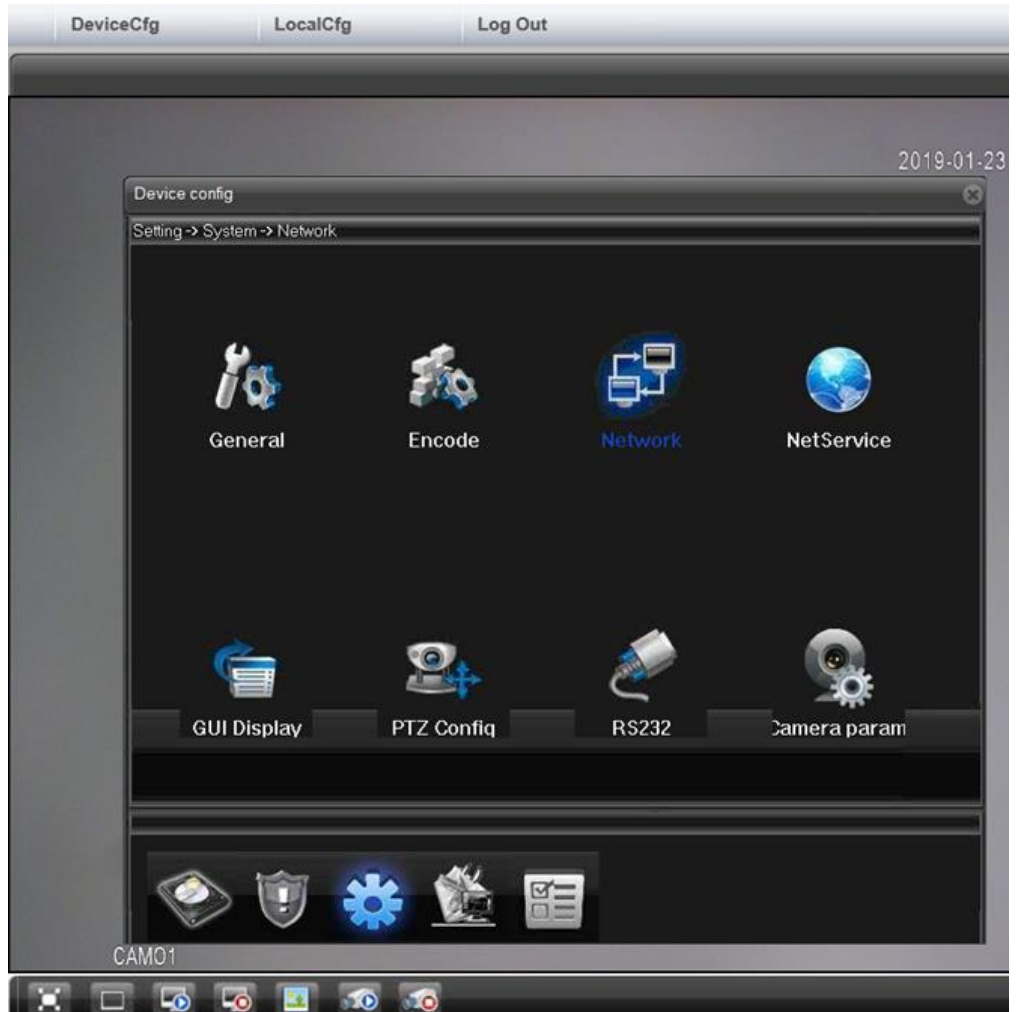 DeviceCfg LocalCfg Log Out
2019-01-23
Device config
Setting -> System -> Network
General Encode Network NetService
GUI Display PTZ Config RS232 Camera param
CAMO1